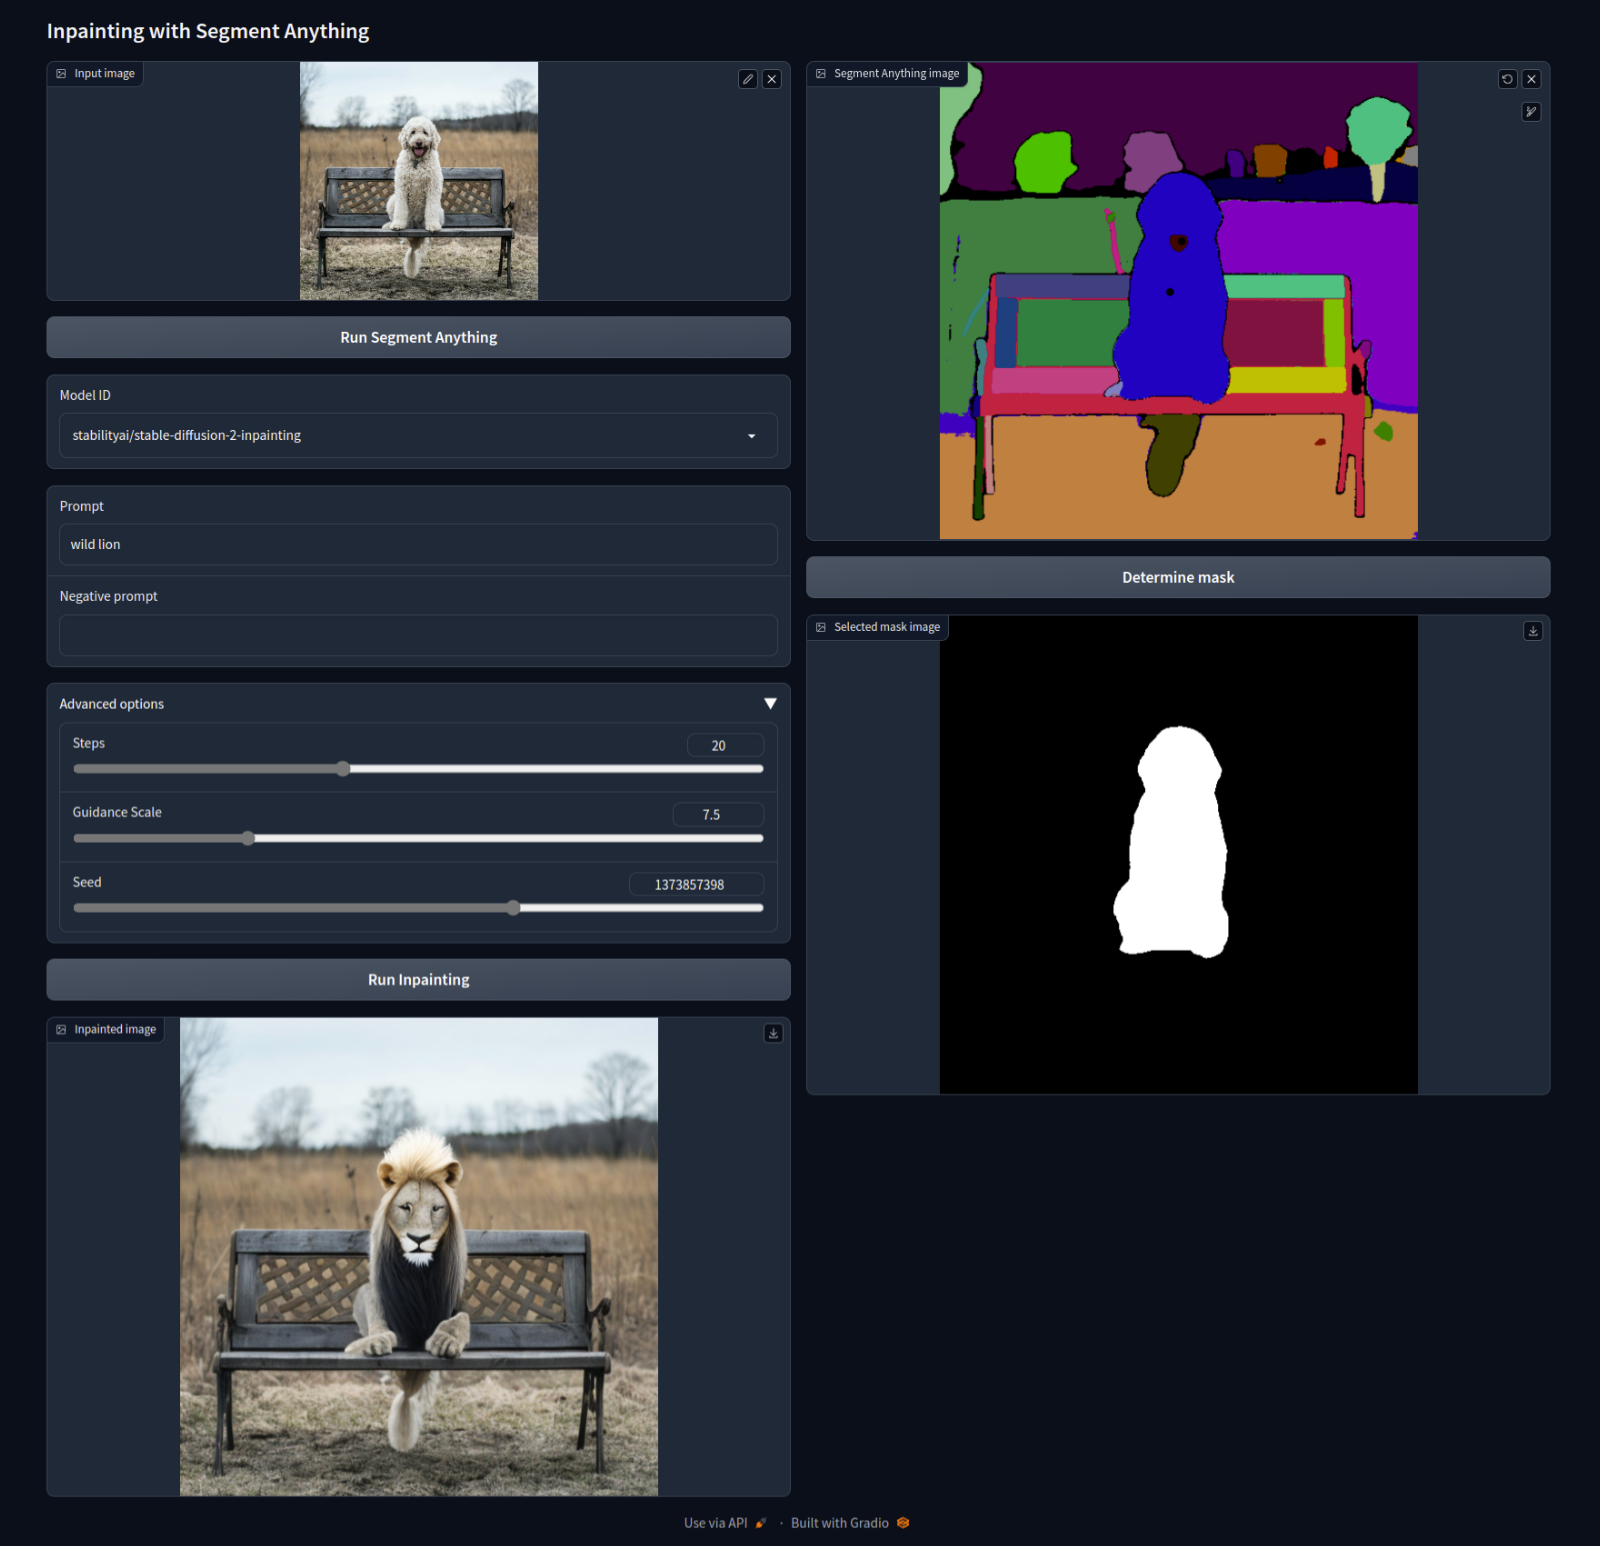 Inpainting with Segment Anything
Input image
Run Segment Anything
Model ID
stabilityai/stable-diffusion-2-inpainting
Prompt
wild lion
Negative prompt
Advanced options
Steps
20
Guidance Scale
7.5
Seed
1373857398
Run Inpainting
Inpainted image
Segment Anything image
Determine mask
Selected mask image
Use via API · Built with Gradio